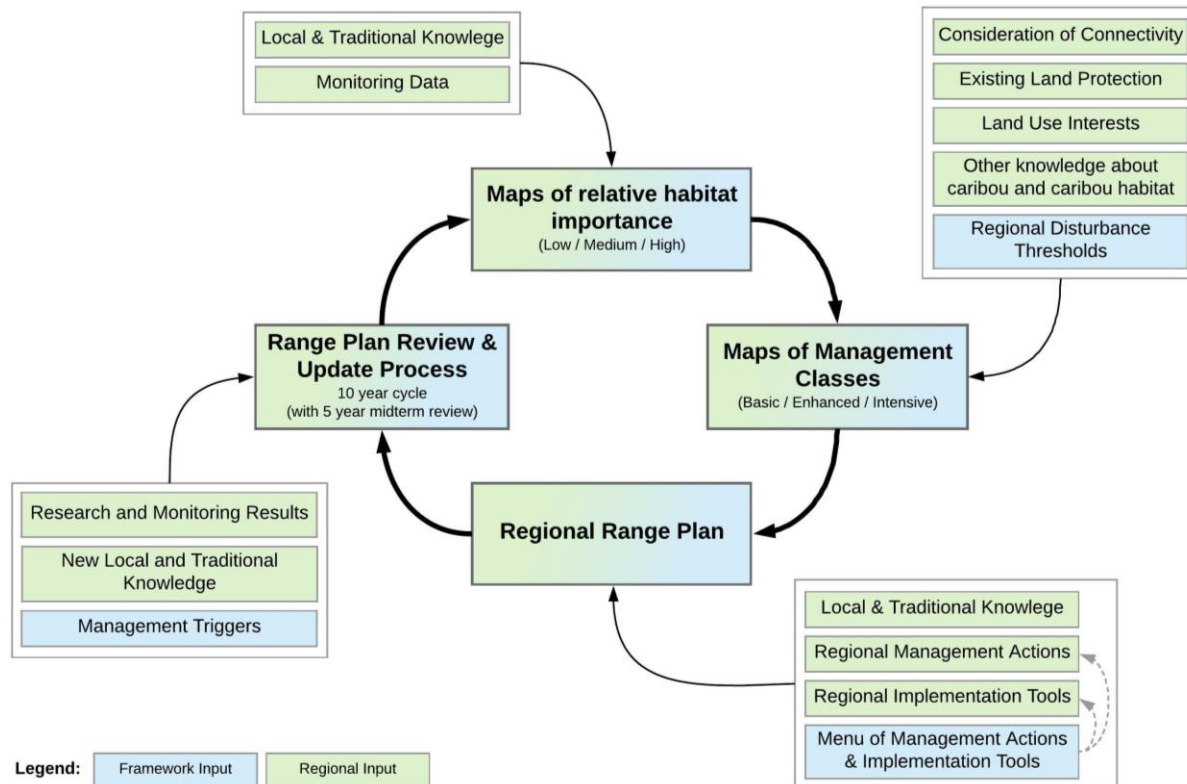 Local & Traditional Knowlege
Monitoring Data
Consideration of Connectivity
Existing Land Protection
Land Use Interests
Other knowledge about
caribou and caribou habitat
Regional Disturbance
Thresholds
Maps of relative habitat
importance
(Low / Medium / High)
Range Plan Review &
Update Process
10 year cycle
(with 5 year midterm review)
Maps of Management
Classes
(Basic / Enhanced / Intensive)
Regional Range Plan
Research and Monitoring Results
New Local and Traditional
Knowledge
Management Triggers
Local & Traditional Knowlege
Regional Management Actions
Regional Implementation Tools
Menu of Management Actions
& Implementation Tools
Legend: Framework Input Regional Input